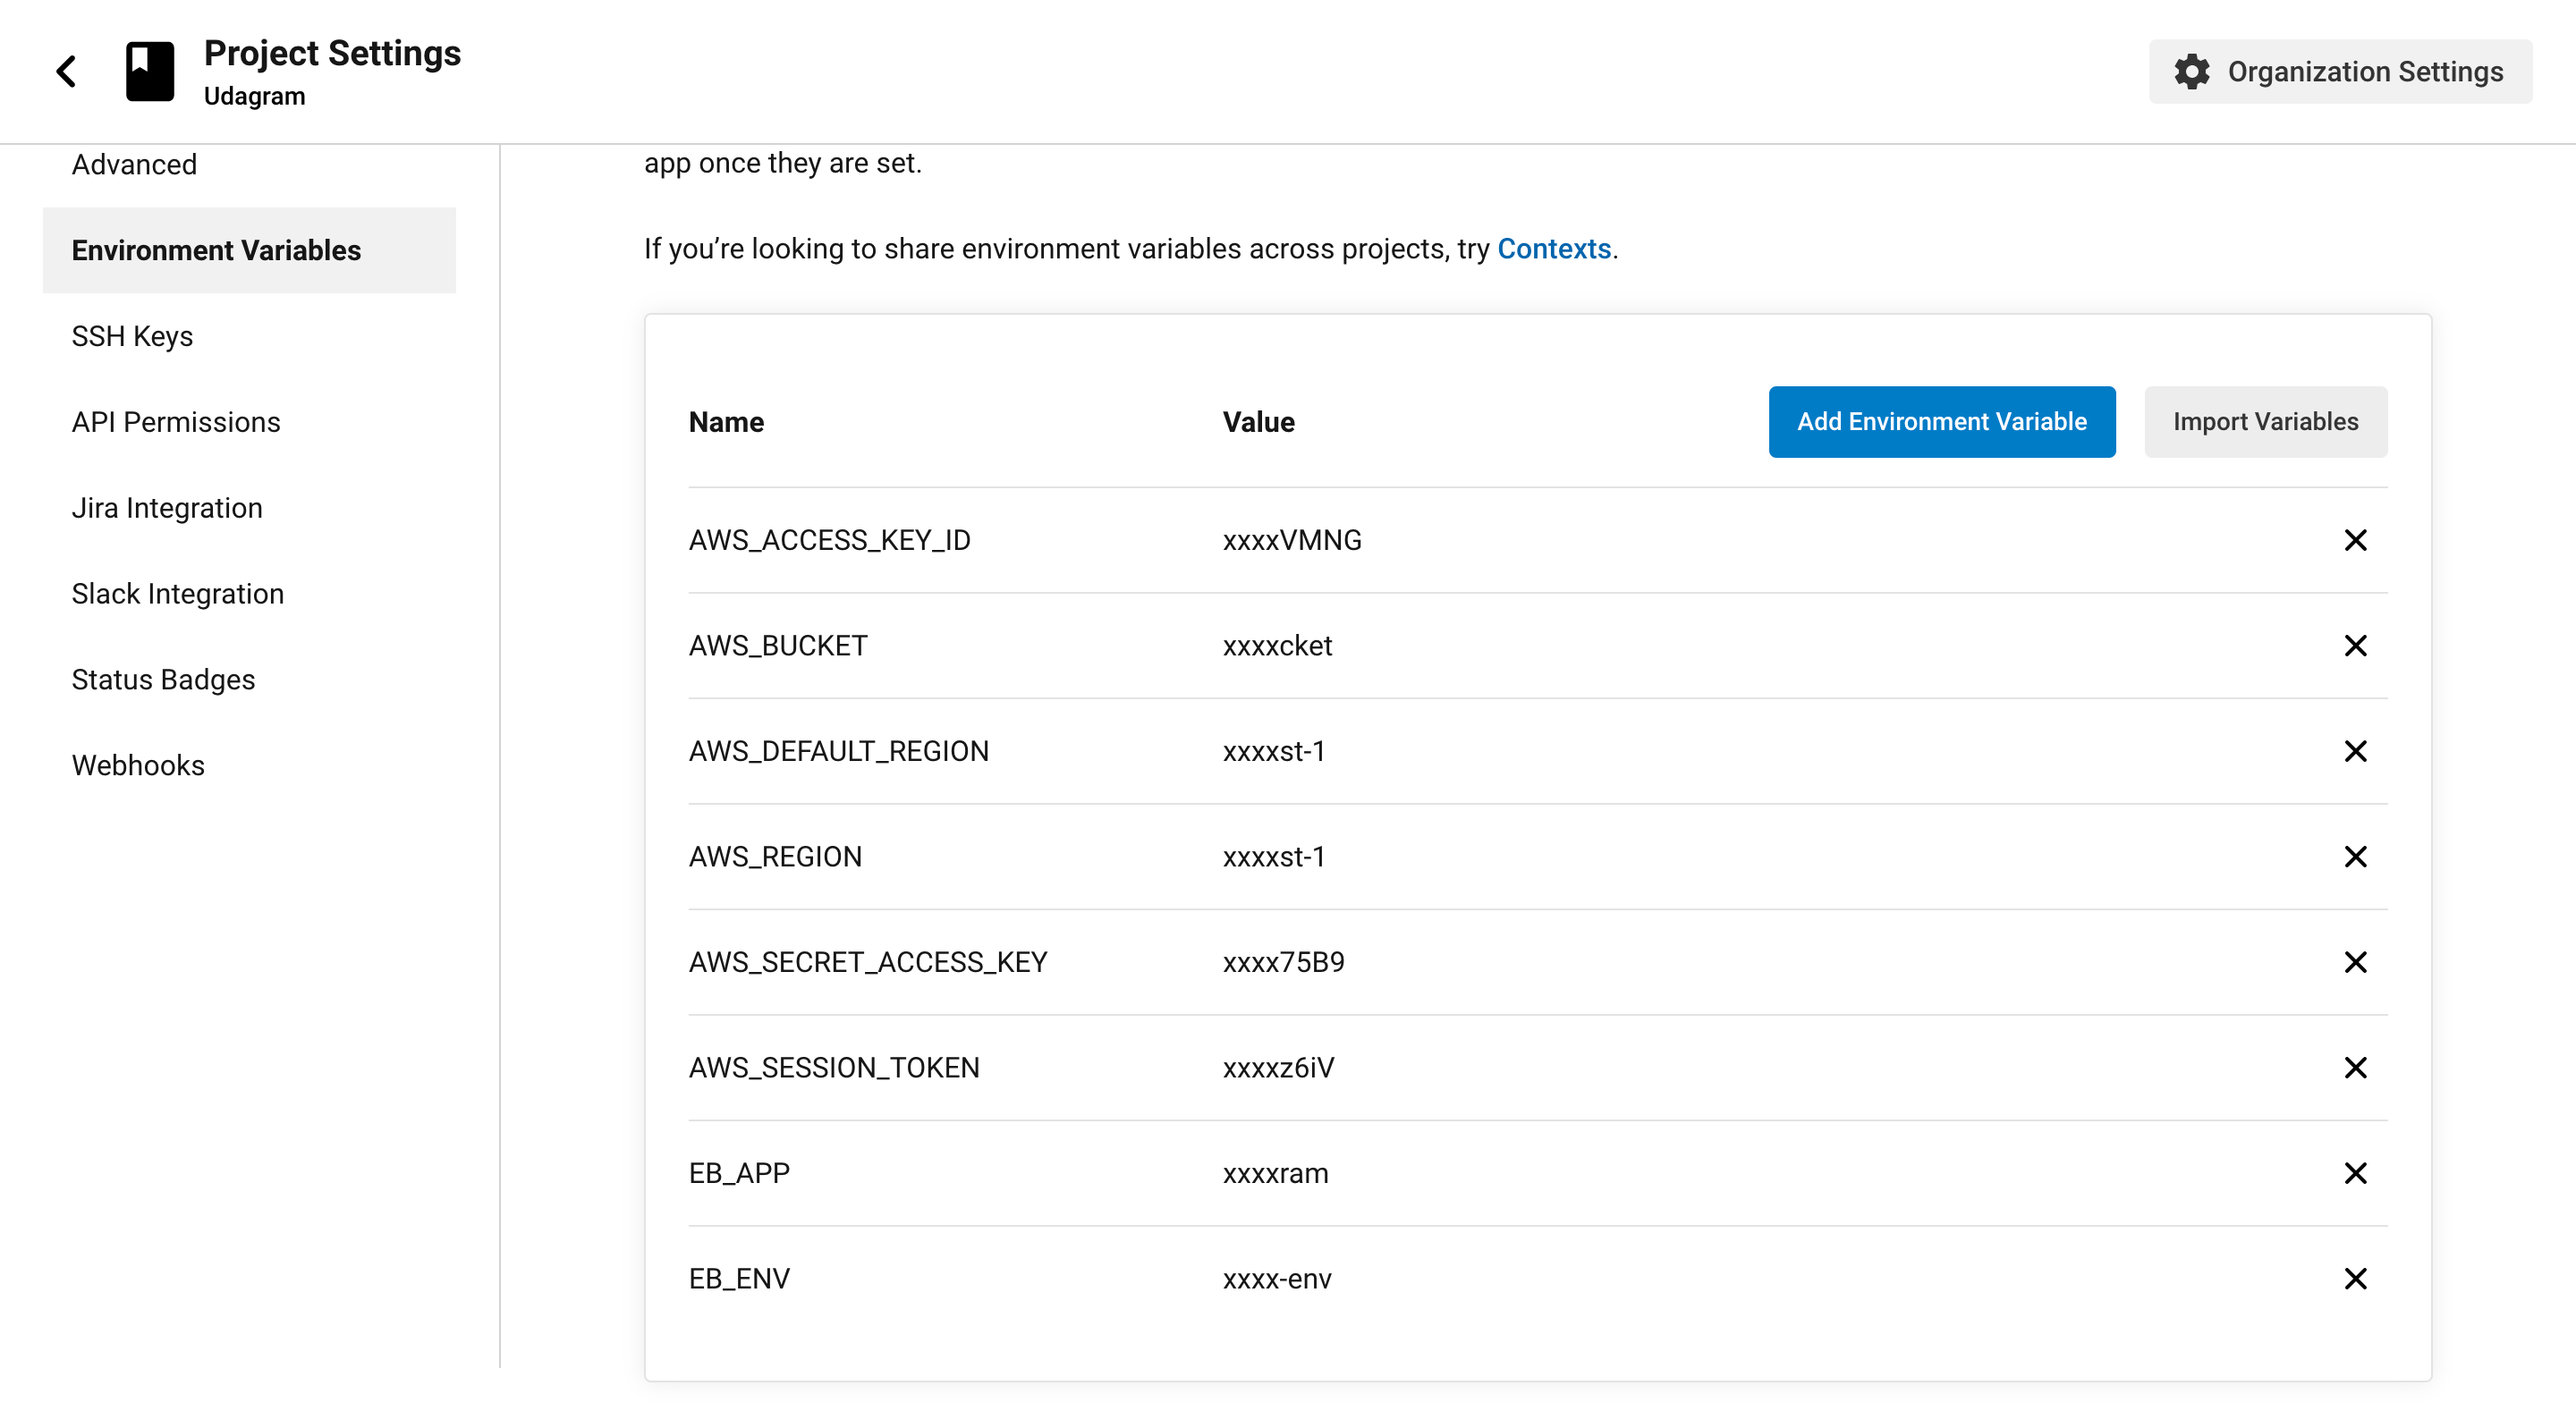 Project Settings
Udagram
Organization Settings
Advanced
Environment Variables
SSH Keys
API Permissions
Jira Integration
Slack Integration
Status Badges
Webhooks
app once they are set.
If you’re looking to share environment variables across projects, try Contexts.
Name Value Add Environment Variable Import Variables
AWS_ACCESS_KEY_ID xxxxVMNG
AWS_BUCKET xxxxcket
AWS_DEFAULT_REGION xxxxst-1
AWS_REGION xxxxst-1
AWS_SECRET_ACCESS_KEY xxxx75B9
AWS_SESSION_TOKEN xxxxz6iV
EB_APP xxxxram
EB_ENV xxxx-env